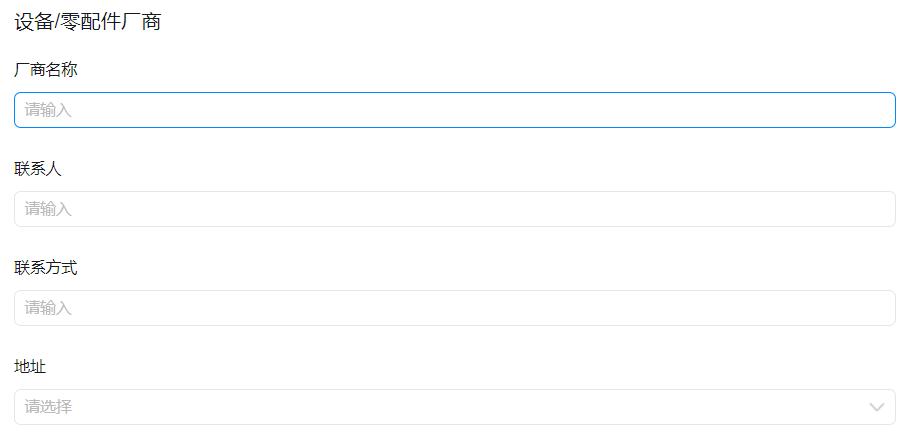 设备/零配件厂商
厂商名称
请输入
联系人
请输入
联系方式
请输入
地址
请选择